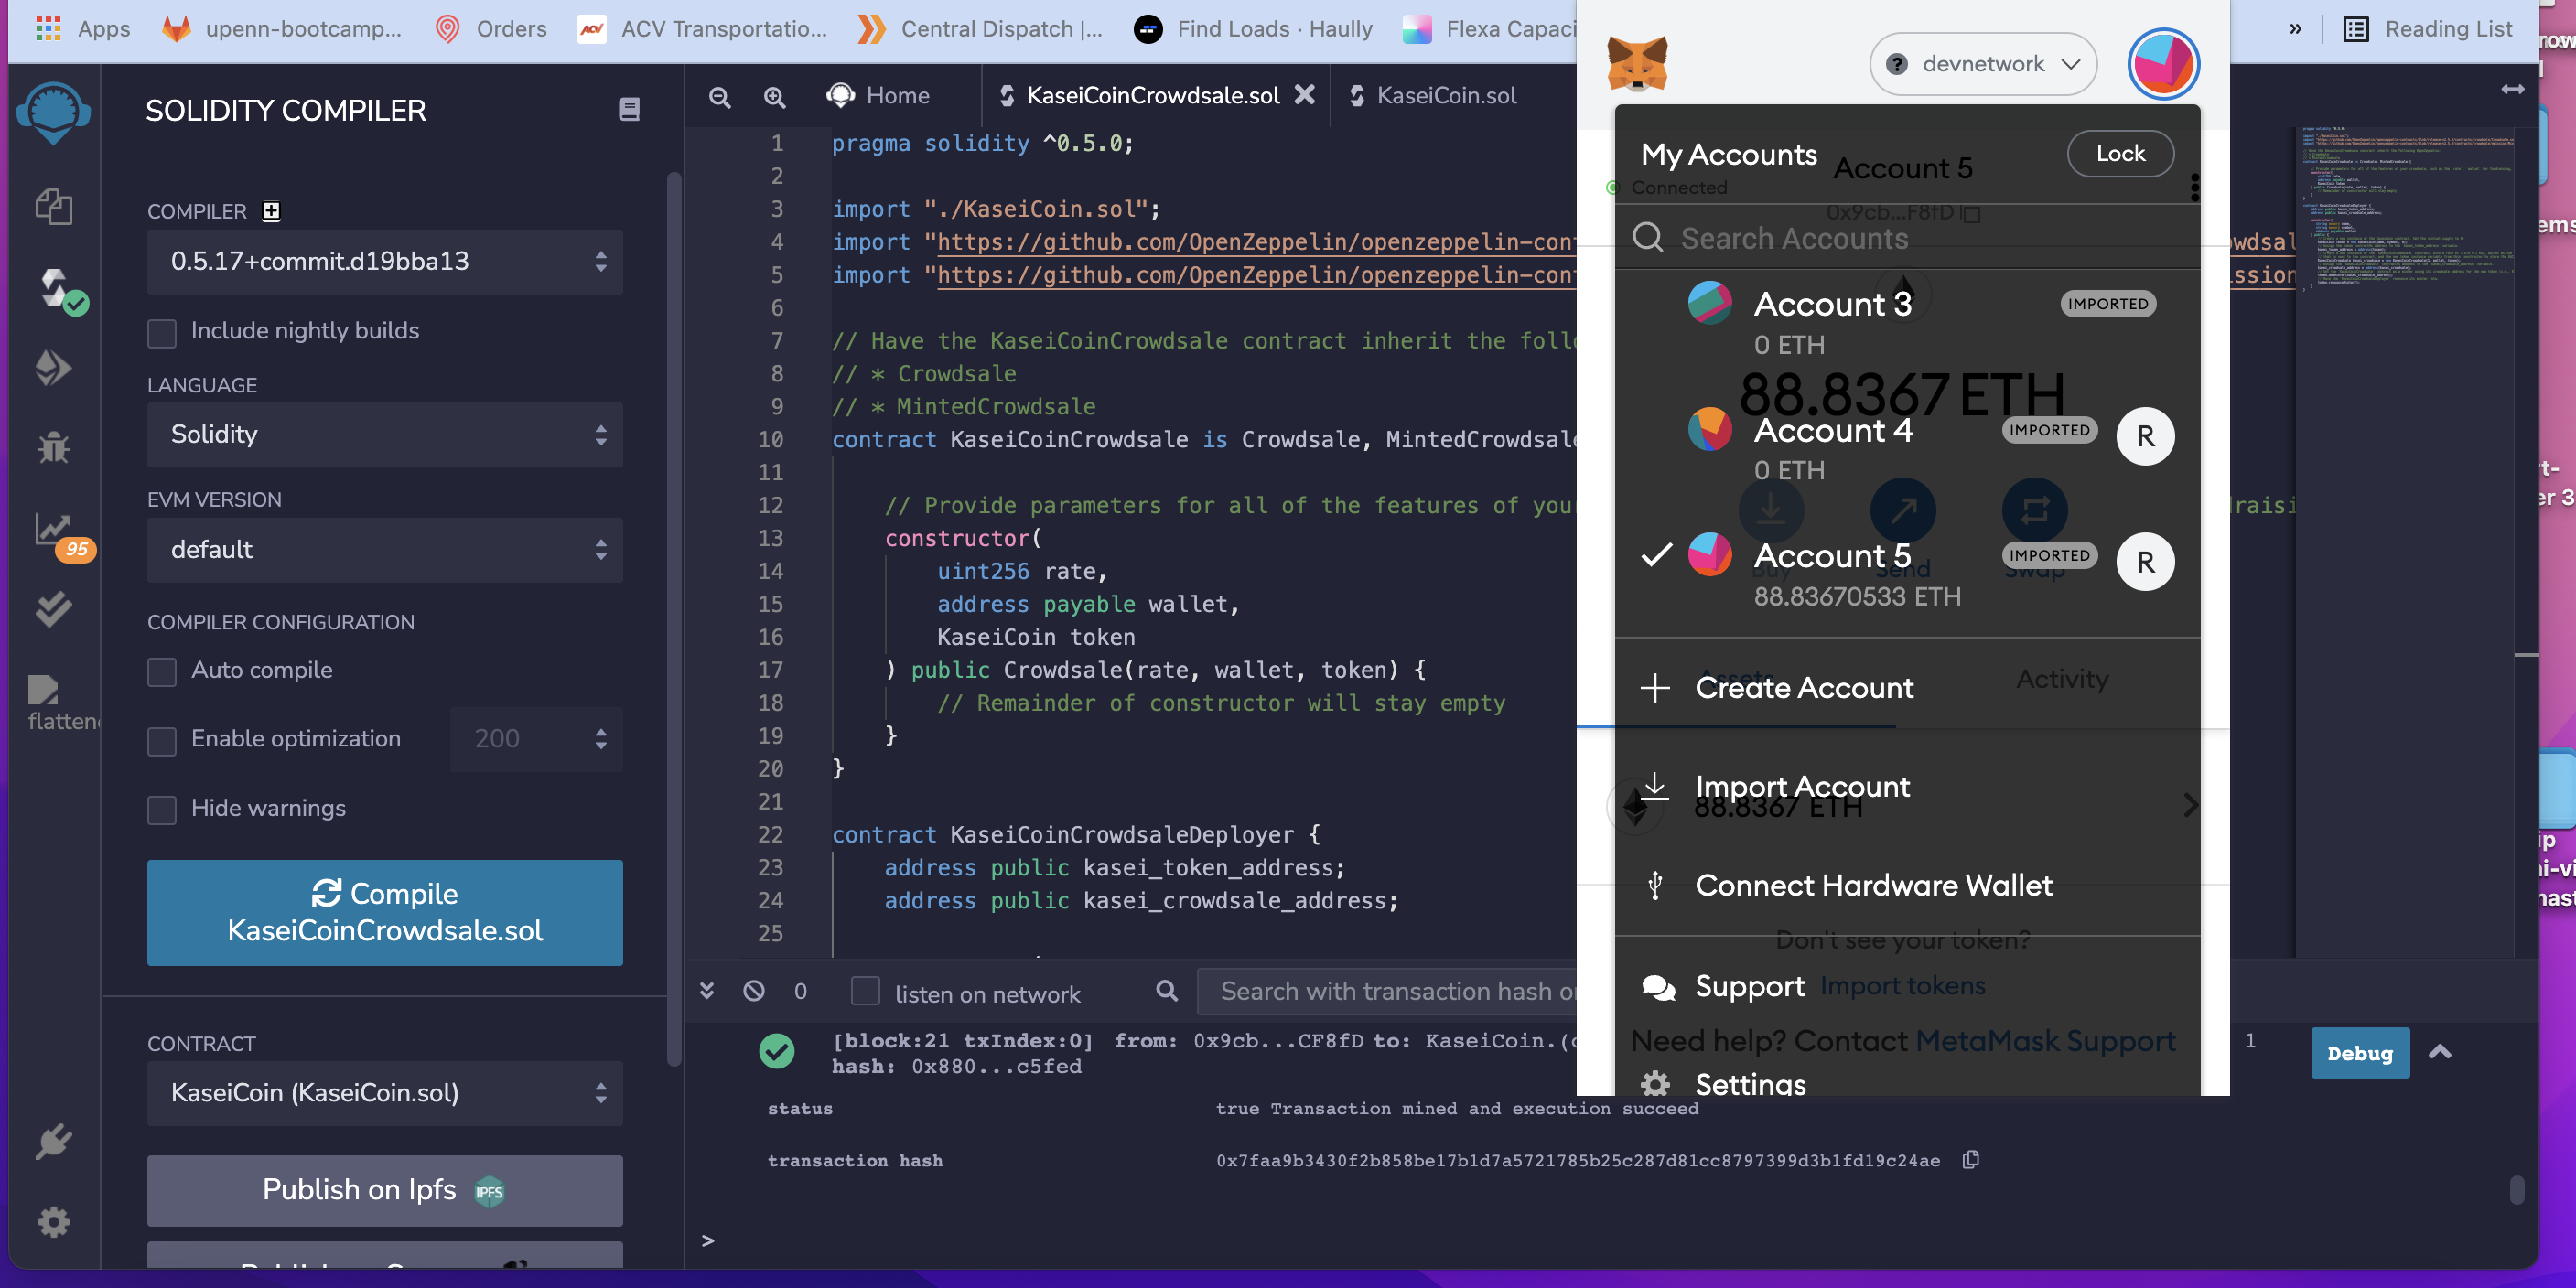 Apps
upenn-bootcamp...
Orders
ACV Transportatio...
Central Dispatch |...
Find Loads · Haully
Flexa Capaci
»
Reading List
SOLIDITY COMPILER
COMPILER
0.5.17+commit.d19bba13
Include nightly builds
LANGUAGE
Solidity
EVM VERSION
default
COMPILER CONFIGURATION
Auto compile
Enable optimization
200
Hide warnings
Compile
KaseiCoinCrowdsale.sol
CONTRACT
KaseiCoin (KaseiCoin.sol)
Publish on Ipfs
IPFS
95
flattene
Home
KaseiCoinCrowdsale.sol
KaseiCoin.sol
1 pragma solidity ^0.5.0;
2
3 import "./KaseiCoin.sol";
4 import "https://github.com/OpenZeppelin/openzeppelin-con
5 import "https://github.com/OpenZeppelin/openzeppelin-con
6
7 // Have the KaseiCoinCrowdsale contract inherit the foll
8 // * Crowdsale
9 // * MintedCrowdsale
10 contract KaseiCoinCrowdsale is Crowdsale, MintedCrowdsale
11
12 // Provide parameters for all of the features of your
13 constructor(
14 uint256 rate,
15 address payable wallet,
16 KaseiCoin token
17 ) public Crowdsale(rate, wallet, token) {
18 // Remainder of constructor will stay empty
19 }
20 }
21
22 contract KaseiCoinCrowdsaleDeployer {
23 address public kasei_token_address;
24 address public kasei_crowdsale_address;
25
0
listen on network
Search with transaction hash o
[block:21 txIndex:0] from: 0x9cb...CF8fD to: KaseiCoin.(c
hash: 0x880...c5fed
1
Debug
status true Transaction mined and execution succeed
transaction hash 0x7faa9b3430f2b858be17b1d7a5721785b25c287d81cc8797399d3b1fd19c24ae
>
devnetwork
My Accounts
Lock
Account 5
Connected
0x9cb...F8fD
Search Accounts
Account 3
IMPORTED
0 ETH
88.8367 ETH
Account 4
IMPORTED
R
0 ETH
Account 5
IMPORTED
R
Buy
Send
Swap
88.83670533 ETH
Assets
Activity
Create Account
Import Account
88.8367 ETH
Connect Hardware Wallet
Don't see your token?
Support
Import tokens
Need help? Contact MetaMask Support
Settings